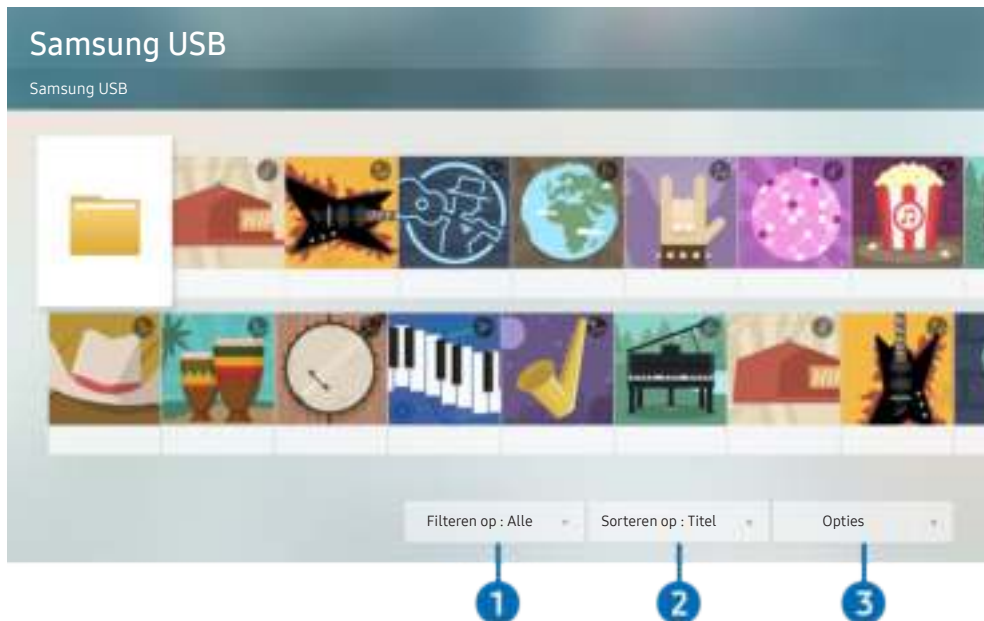 Samsung USB
Samsung USB
Filteren op : Alle
Sorteren op : Titel
Opties
1
2
3